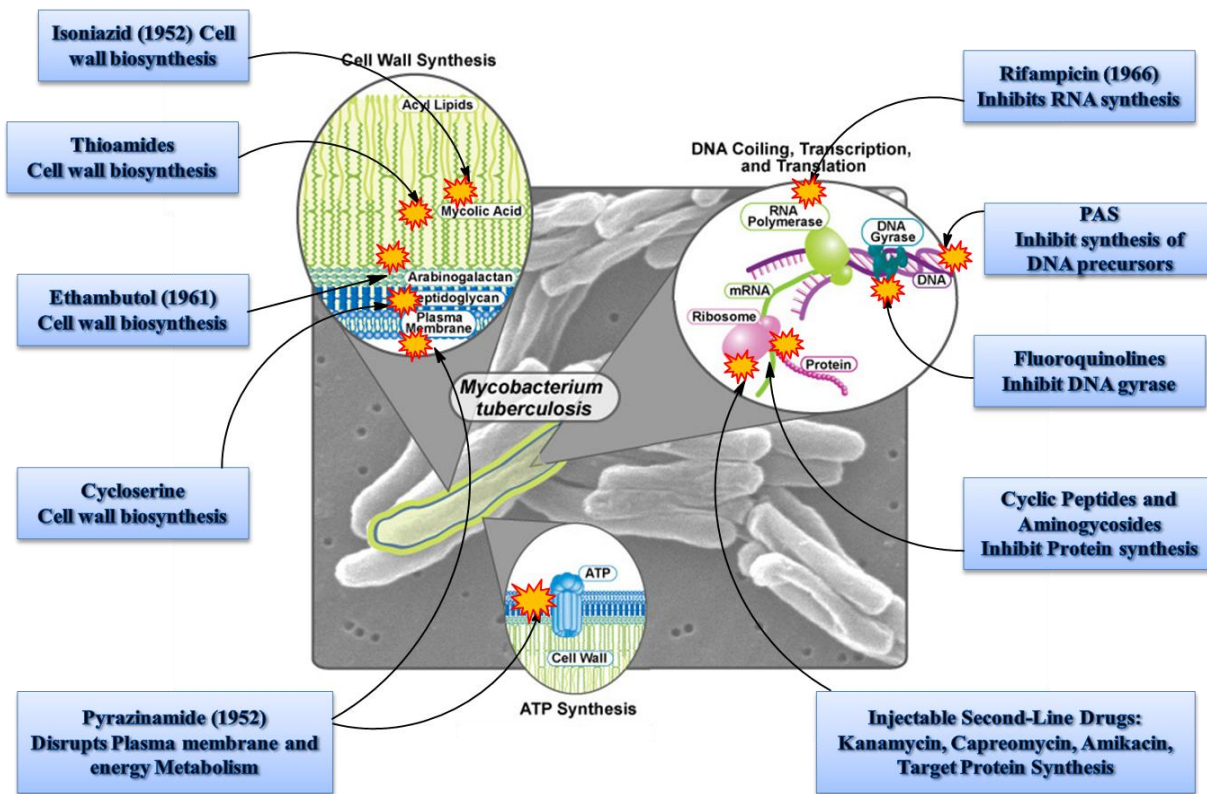 Isoniazid (1952) Cell
wall biosynthesis
Thioamides
Cell wall biosynthesis
Ethambutol (1961)
Cell wall biosynthesis
Cycloserine
Cell wall biosynthesis
Pyrazinamide (1952)
Disrupts Plasma membrane and
energy Metabolism
Cell Wall Synthesis
Acyl Lipids
Mycolic Acid
Arabinogalactan
eptidoglycan
Plasma
Membrane
Mycobacterium
tuberculosis
ATP
Cell Wall
ATP Synthesis
DNA Coiling, Transcription,
and Translation
RNA
Polymerase
DNA
Gyrase
DNA
mRNA
Ribosome
Protein
Rifampicin (1966)
Inhibits RNA synthesis
PAS
Inhibit synthesis of
DNA precursors
Fluoroquinolines
Inhibit DNA gyrase
Cyclic Peptides and
Aminogycosides
Inhibit Protein synthesis
Injectable Second-Line Drugs:
Kanamycin, Capreomycin, Amikacin,
Target Protein Synthesis